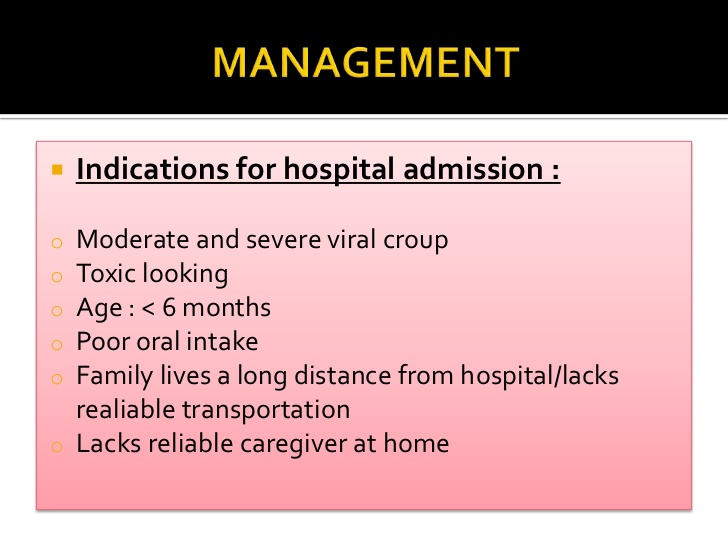 MANAGEMENT
Indications for hospital admission :
Moderate and severe viral croup
Toxic looking
Age : < 6 months
Poor oral intake
Family lives a long distance from hospital/lacks
realiable transportation
Lacks reliable caregiver at home